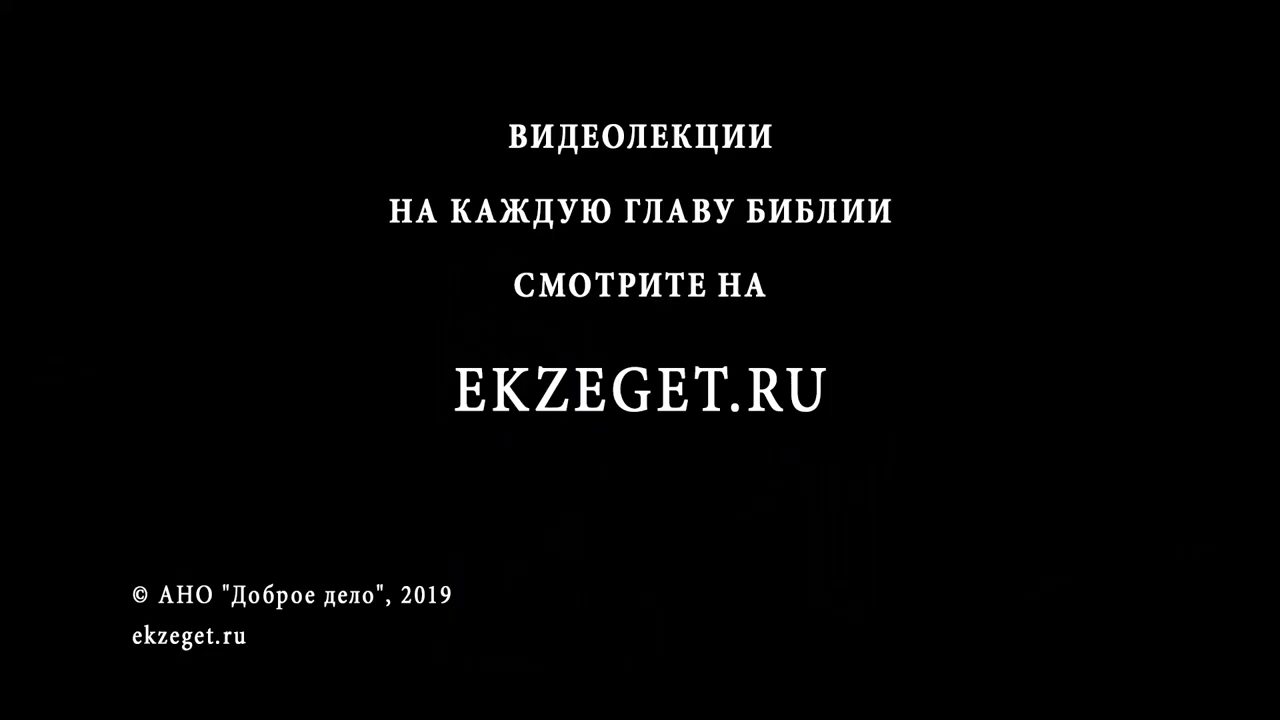 ВИДЕОЛЕКЦИИ
НА КАЖДУЮ ГЛАВУ БИБЛИИ
СМОТРИТЕ НА
EKZEGET.RU
© АНО "Доброе дело", 2019
ekzeget.ru